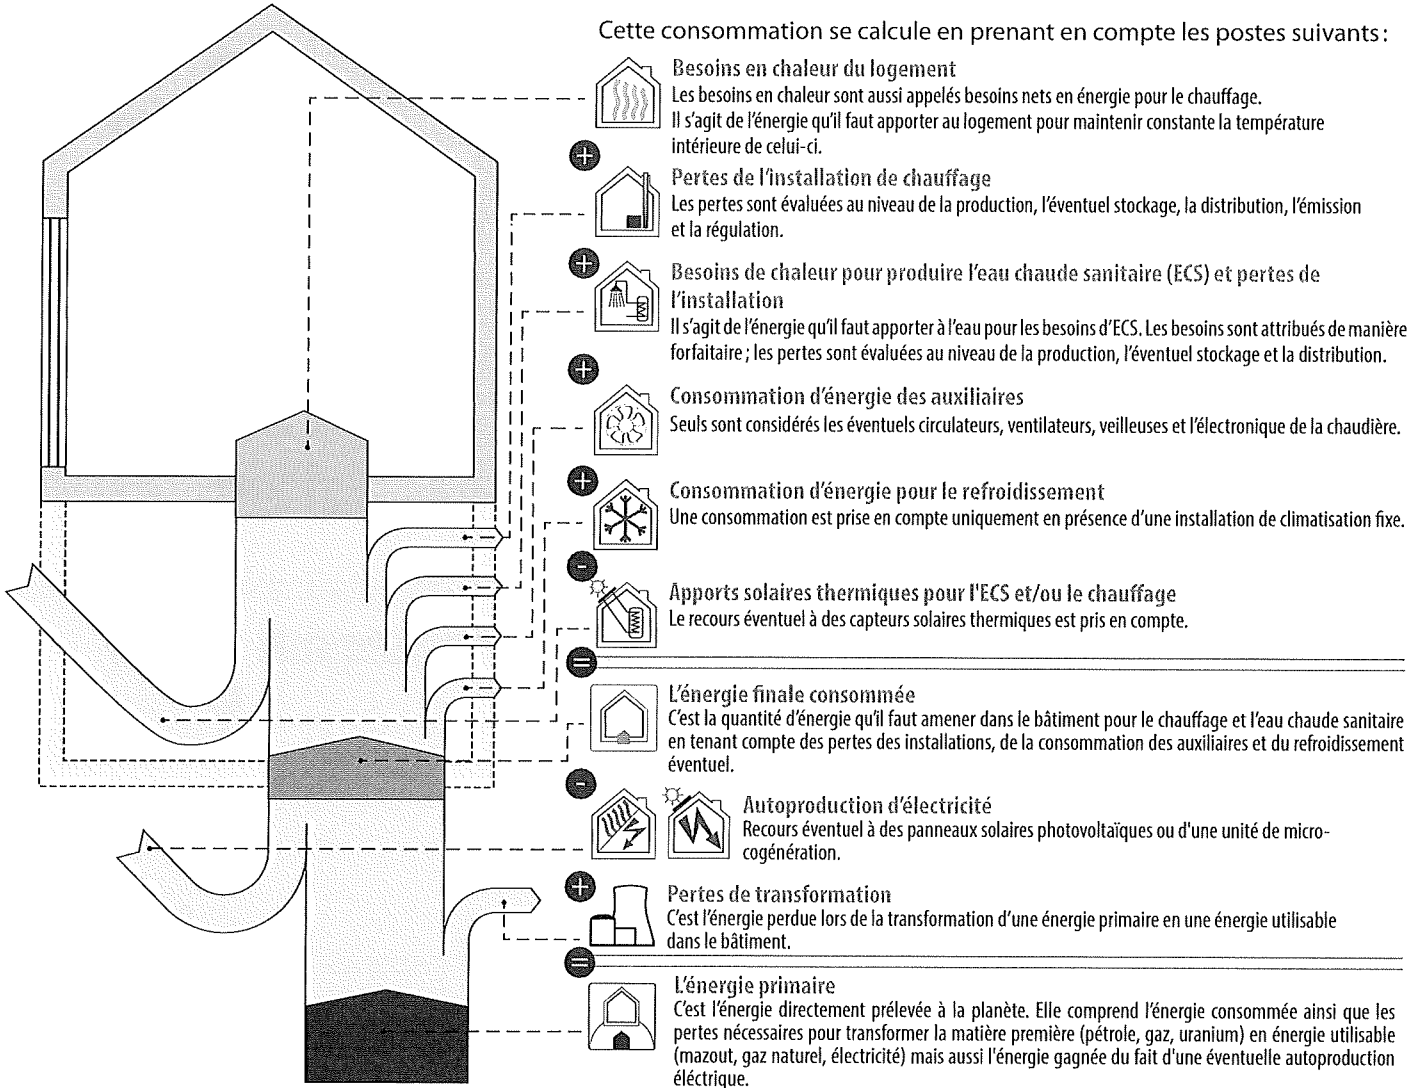 Cette consommation se calcule en prenant en compte les postes suivants :
Besoins en chaleur du logement
Les besoins en chaleur sont aussi appelés besoins nets en énergie pour le chauffage.
Il s'agit de l'énergie qu'il faut apporter au logement pour maintenir constante la température
intérieure de celui-ci.
+
Pertes de l'installation de chauffage
Les pertes sont évaluées au niveau de la production, l'éventuel stockage, la distribution, l'émission
et la régulation.
+
Besoins de chaleur pour produire l'eau chaude sanitaire (ECS) et pertes de
l'installation
Il s'agit de l'énergie qu'il faut apporter à l'eau pour les besoins d'ECS. Les besoins sont attribués de manière
forfaitaire ; les pertes sont évaluées au niveau de la production, l'éventuel stockage et la distribution.
+
Consommation d'énergie des auxiliaires
Seuls sont considérés les éventuels circulateurs, ventilateurs, veilleuses et l'électronique de la chaudière.
+
Consommation d'énergie pour le refroidissement
Une consommation est prise en compte uniquement en présence d'une installation de climatisation fixe.
-
Apports solaires thermiques pour l'ECS et/ou le chauffage
Le recours éventuel à des capteurs solaires thermiques est pris en compte.
=
L'énergie finale consommée
C'est la quantité d'énergie qu'il faut amener dans le bâtiment pour le chauffage et l'eau chaude sanitaire
en tenant compte des pertes des installations, de la consommation des auxiliaires et du refroidissement
éventuel.
-
Autoproduction d'électricité
Recours éventuel à des panneaux solaires photovoltaïques ou d'une unité de micro-
cogénération.
+
Pertes de transformation
C'est l'énergie perdue lors de la transformation d'une énergie primaire en une énergie utilisable
dans le bâtiment.
=
L'énergie primaire
C'est l'énergie directement prélevée à la planète. Elle comprend l'énergie consommée ainsi que les
pertes nécessaires pour transformer la matière première (pétrole, gaz, uranium) en énergie utilisable
(mazout, gaz naturel, électricité) mais aussi l'énergie gagnée du fait d'une éventuelle autoproduction
éléctrique.